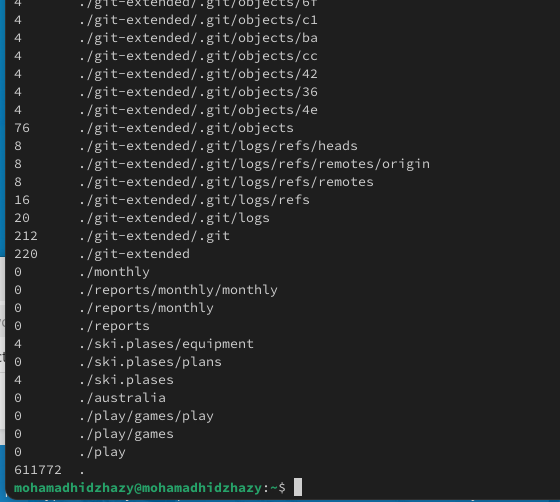 4       ./git-extended/.git/objects/6f
4       ./git-extended/.git/objects/c1
4       ./git-extended/.git/objects/ba
4       ./git-extended/.git/objects/cc
4       ./git-extended/.git/objects/42
4       ./git-extended/.git/objects/36
4       ./git-extended/.git/objects/4e
76      ./git-extended/.git/objects
8       ./git-extended/.git/logs/refs/heads
8       ./git-extended/.git/logs/refs/remotes/origin
8       ./git-extended/.git/logs/refs/remotes
16      ./git-extended/.git/logs/refs
20      ./git-extended/.git/logs
212     ./git-extended/.git
220     ./git-extended
0       ./monthly
0       ./reports/monthly/monthly
0       ./reports/monthly
0       ./reports
4       ./ski.plases/equipment
0       ./ski.plases/plans
4       ./ski.plases
0       ./australia
0       ./play/games/play
0       ./play/games
0       ./play
611772  .
mohamadhidzhazy@mohamadhidzhazy:~$